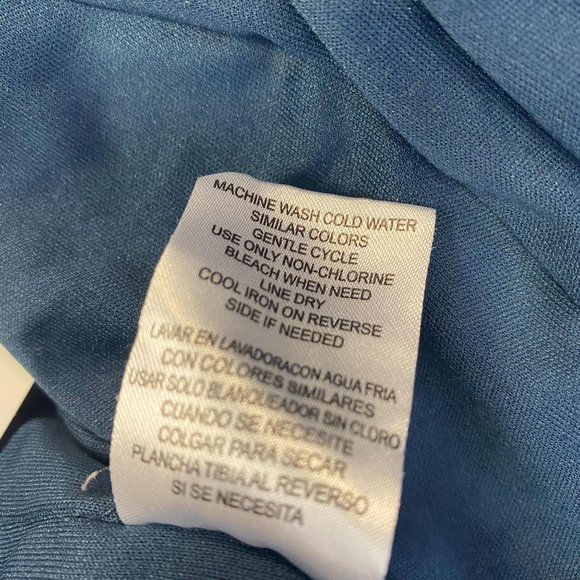 MACHINE WASH COLD WATER
SIMILAR COLORS
GENTLE CYCLE
USE ONLY NON-CHLORINE
BLEACH WHEN NEED
LINE DRY
COOL IRON ON REVERSE
SIDE IF NEEDED
LAVAR EN LAVADORACON AGUA FRIA
CON COLORES SIMILARES
USAR SOLO BLANQUEADOR SIN CLORO
CUANDO SE NECESITE
COLGAR PARA SECAR
PLANCHA TIBIA AL REVERSO
SI SE NECESITA